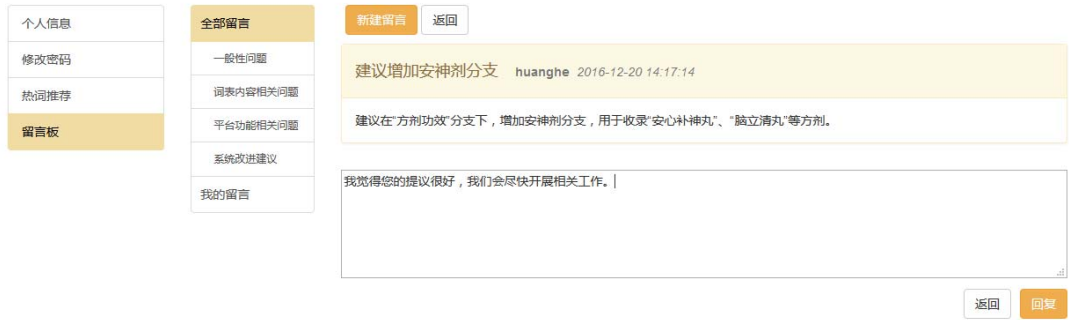 个人信息
修改密码
热词推荐
留言板
全部留言
一般性问题
词表内容相关问题
平台功能相关问题
系统改进建议
我的留言
新建留言 返回
建议增加安神剂分支 huanghe 2016-12-20 14:17:14
建议在“方剂功效”分支下，增加安神剂分支，用于收录“安心补神丸”、“脑立清丸”等方剂。
我觉得您的提议很好，我们会尽快开展相关工作。
返回 回复